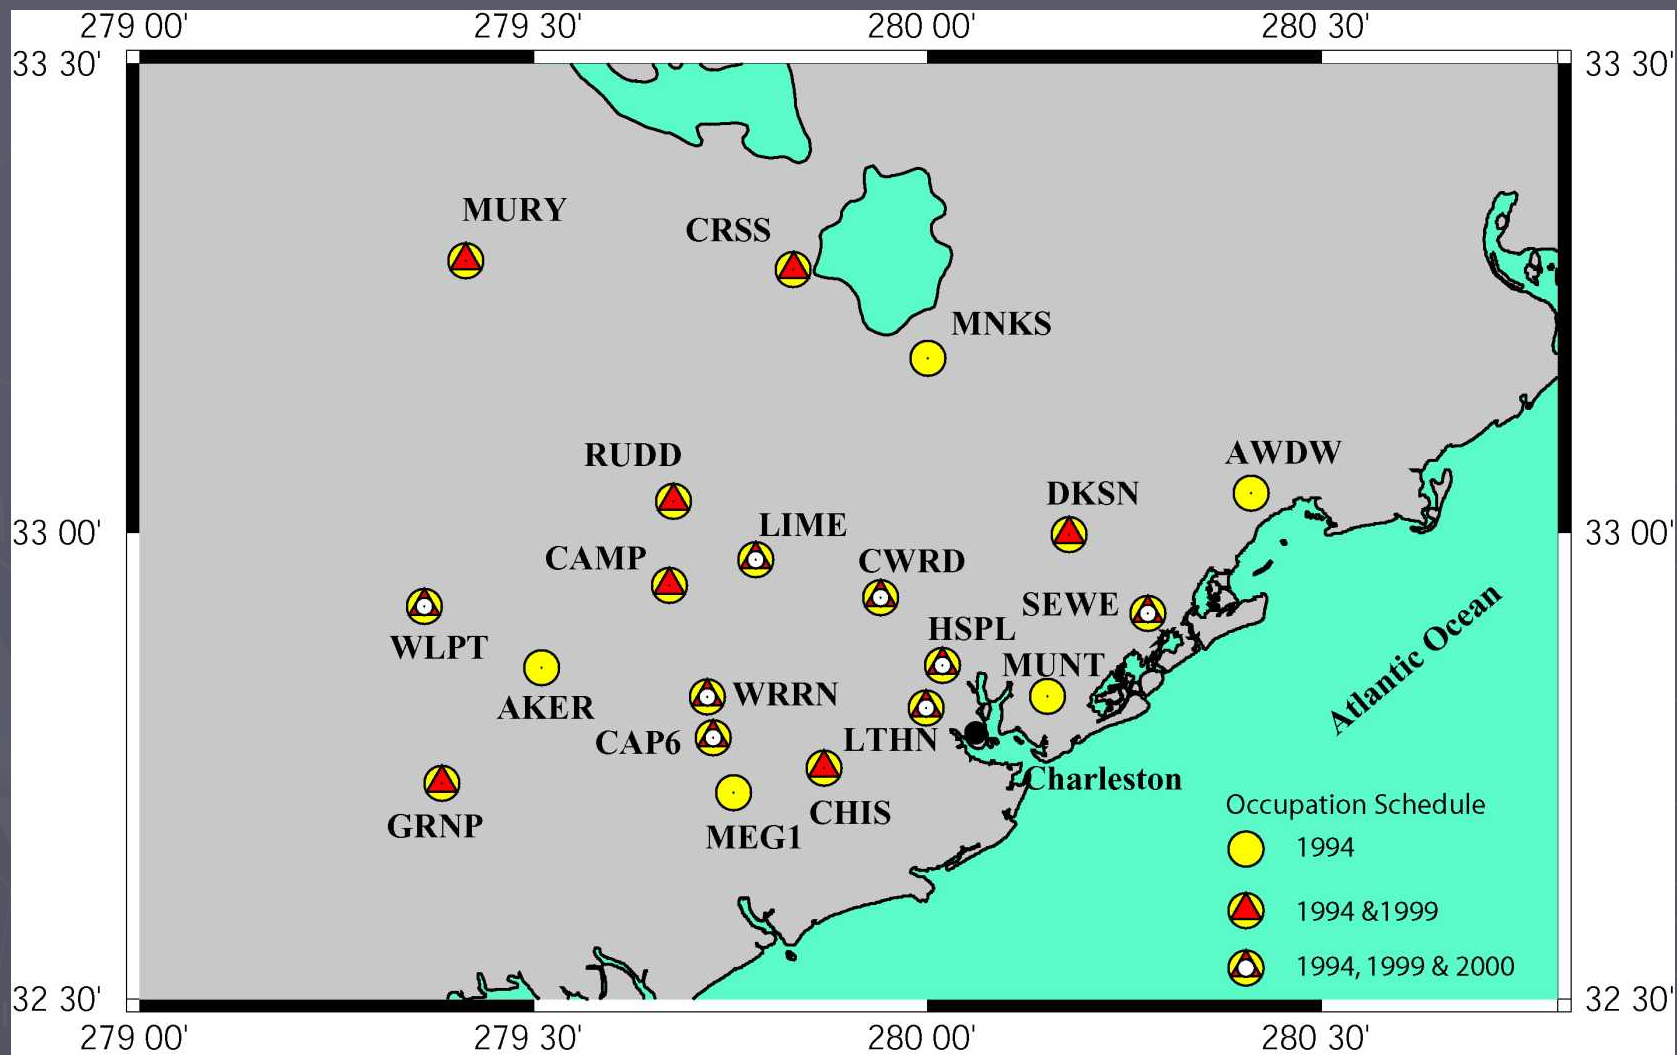 279 00'
279 30'
280 00'
280 30'
33 30'
33 30'
MURY
CRSS
MNKS
RUDD
AWDW
DKSN
LIME
33 00'
33 00'
CAMP
CWRD
SEWE
HSPL
WLPT
MUNT
Atlantic Ocean
AKER
WRRN
CAP6
LTHN
Charleston
GRNP
CHIS
MEG1
Occupation Schedule
1994
1994 &1999
1994, 1999 & 2000
32 30'
32 30'
279 00'
279 30'
280 00'
280 30'